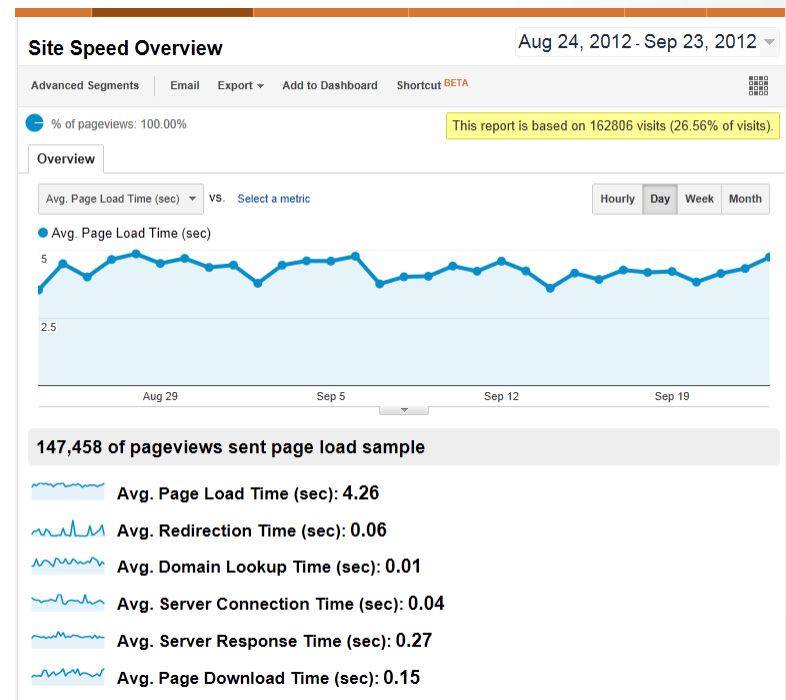 Site Speed Overview
Aug 24, 2012 - Sep 23, 2012
Advanced Segments Email Export Add to Dashboard Shortcut BETA
% of pageviews: 100.00%
This report is based on 162806 visits (26.56% of visits).
Overview
Avg. Page Load Time (sec) VS. Select a metric
Hourly Day Week Month
Avg. Page Load Time (sec)
5
2.5
Aug 29 Sep 5 Sep 12 Sep 19
147,458 of pageviews sent page load sample
Avg. Page Load Time (sec): 4.26
Avg. Redirection Time (sec): 0.06
Avg. Domain Lookup Time (sec): 0.01
Avg. Server Connection Time (sec): 0.04
Avg. Server Response Time (sec): 0.27
Avg. Page Download Time (sec): 0.15